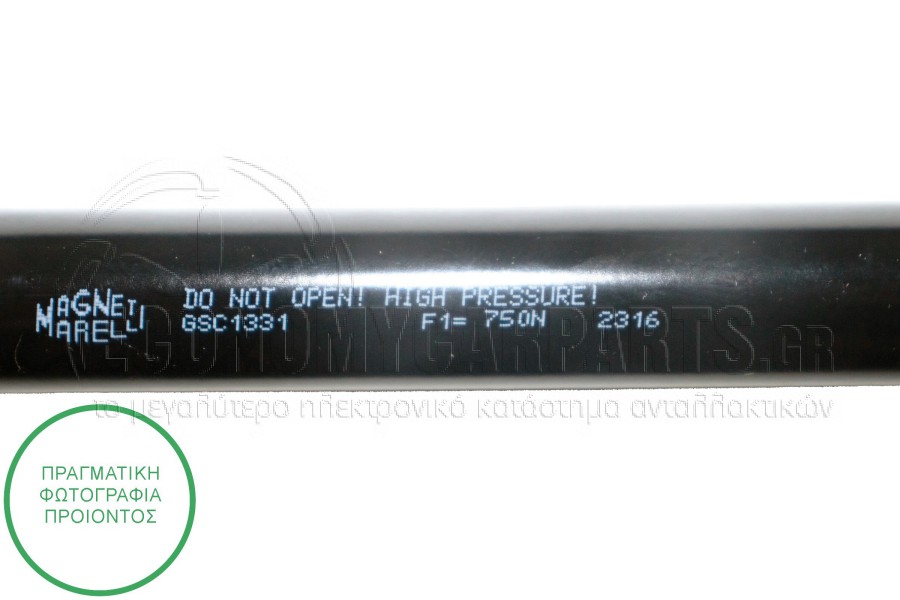 MAGNETI
MARELLI
DO NOT OPEN! HIGH PRESSURE!
GSC1331 F1= 750N 2316
ECONOMYCARPARTS.GR
το μεγαλύτερο ηλεκτρονικό κατάστημα ανταλλακτικών
ΠΡΑΓΜΑΤΙΚΗ
ΦΩΤΟΓΡΑΦΙΑ
ΠΡΟΙΟΝΤΟΣ